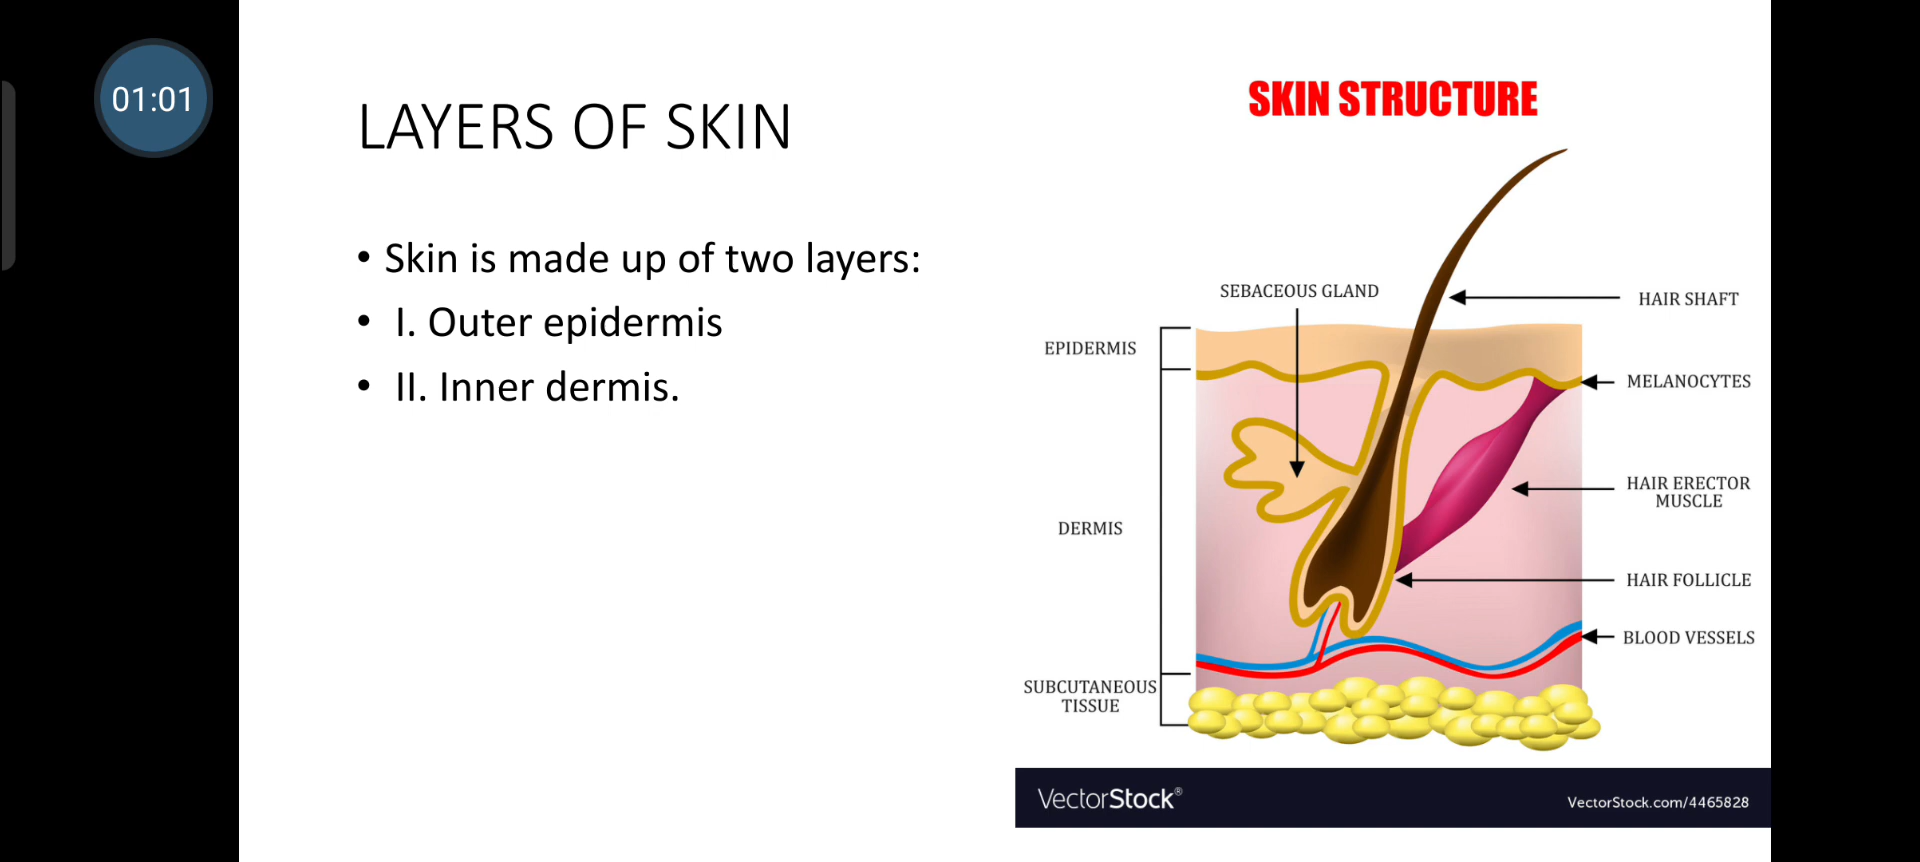 01:01
LAYERS OF SKIN
• Skin is made up of two layers:
• I. Outer epidermis
• II. Inner dermis.
SKIN STRUCTURE
SEBACEOUS GLAND
HAIR SHAFT
EPIDERMIS
MELANOCYTES
HAIR ERECTOR
MUSCLE
DERMIS
HAIR FOLLICLE
BLOOD VESSELS
SUBCUTANEOUS
TISSUE
VectorStock®
VectorStock.com/4465828